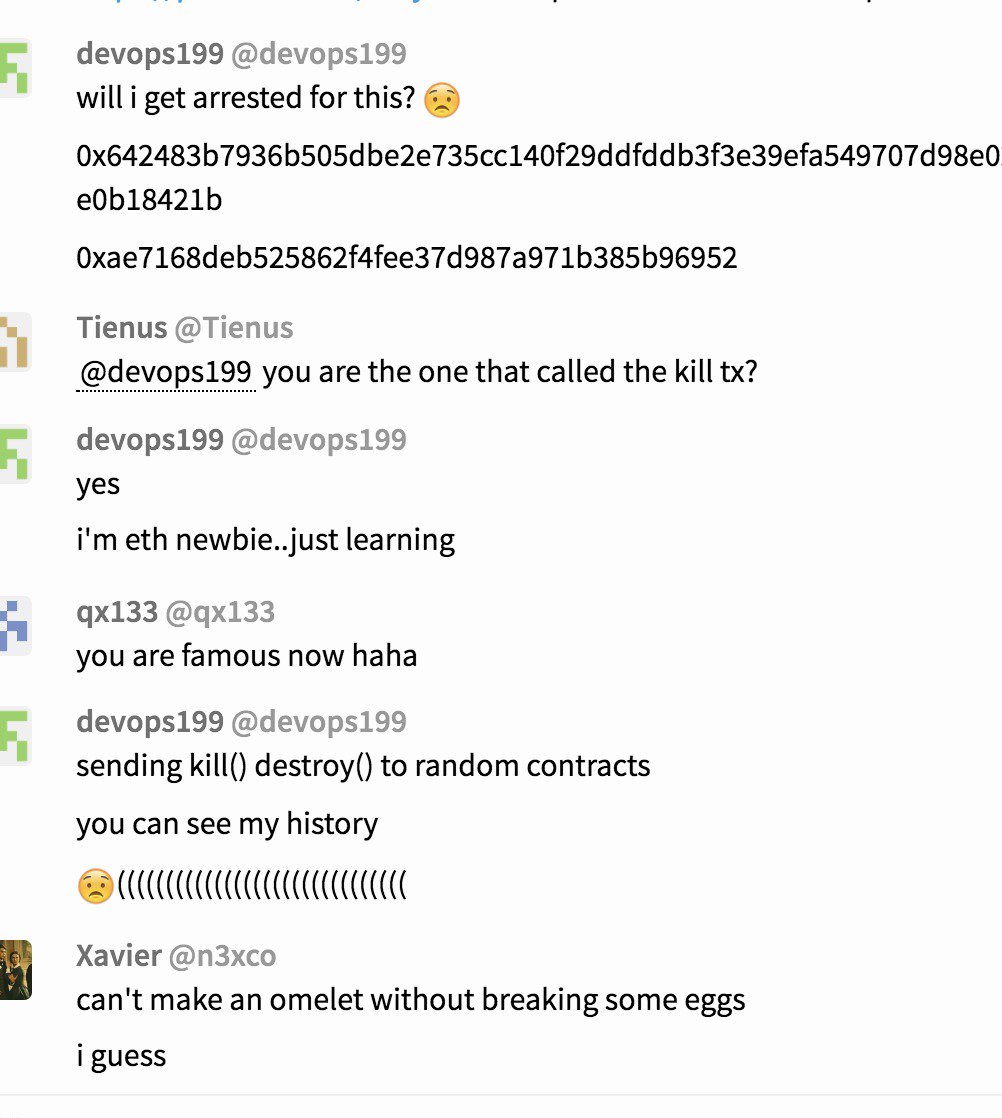 devops199 @devops199
will i get arrested for this? 😟
0x642483b7936b505dbe2e735cc140f29ddfddb3f3e39efa549707d98e0
e0b18421b
0xae7168deb525862f4fee37d987a971b385b96952
Tienus @Tienus
@devops199 you are the one that called the kill tx?
devops199 @devops199
yes
i'm eth newbie..just learning
qx133 @qx133
you are famous now haha
devops199 @devops199
sending kill() destroy() to random contracts
you can see my history
😟((((((((((((((((((((((((((((((
Xavier @n3xco
can't make an omelet without breaking some eggs
i guess